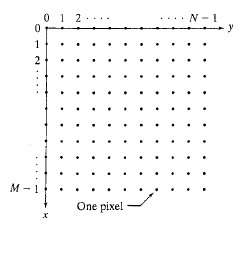 0 1 2 · · · · · · · · · N − 1
0
y
1
2
M − 1
x
One pixel